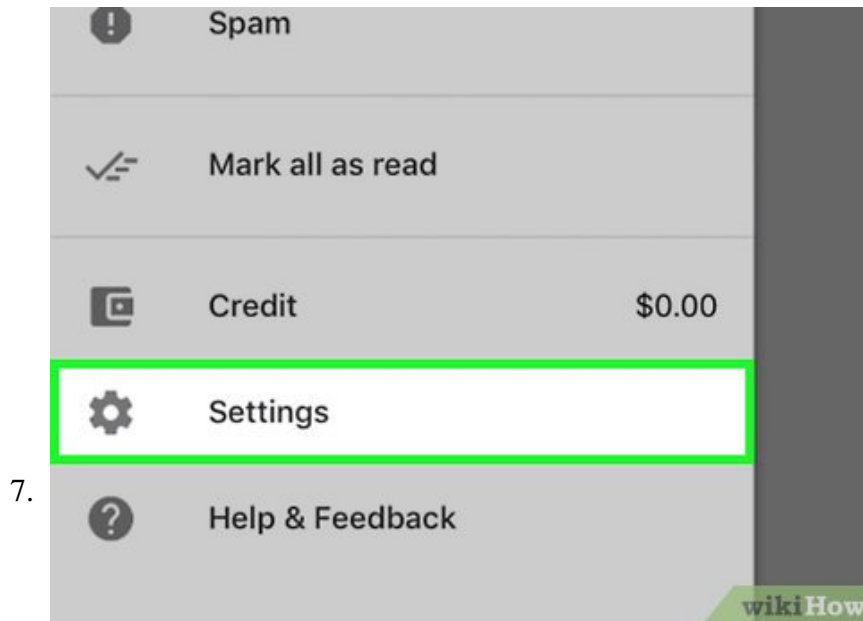 Spam
Mark all as read
Credit $0.00
Settings
7.
Help & Feedback
wikiHow